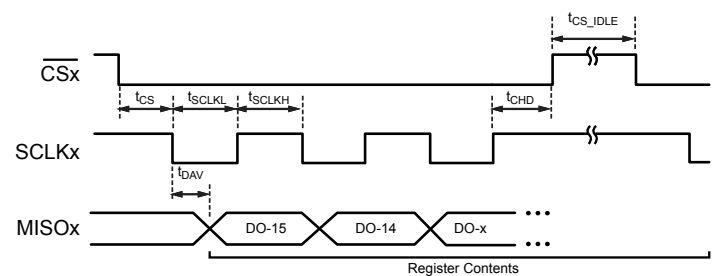 tCS_IDLE
CSx
tCS tSCLKL tSCLKH tCHD
SCLKx
tDAV
MISOx DO-15 DO-14 DO-x
Register Contents